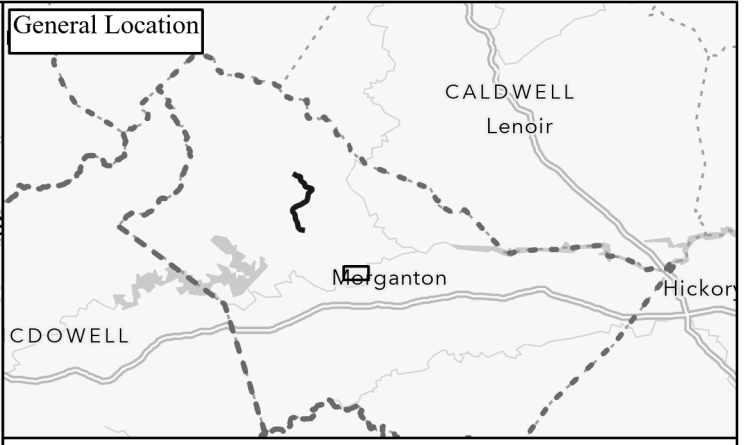 General Location
CALDWELL
Lenoir
Morganton
Hickory
CDOWELL